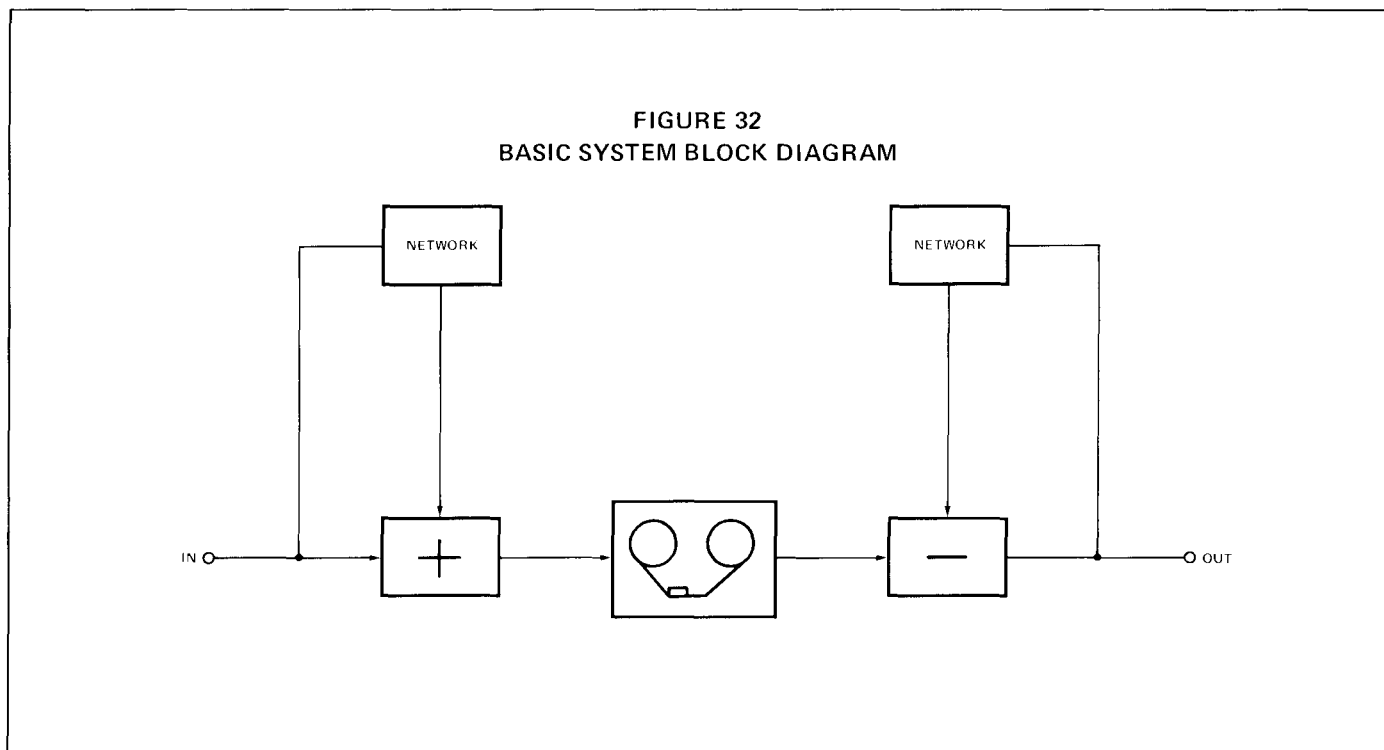 FIGURE 32
BASIC SYSTEM BLOCK DIAGRAM
NETWORK
NETWORK
IN
+
−
OUT